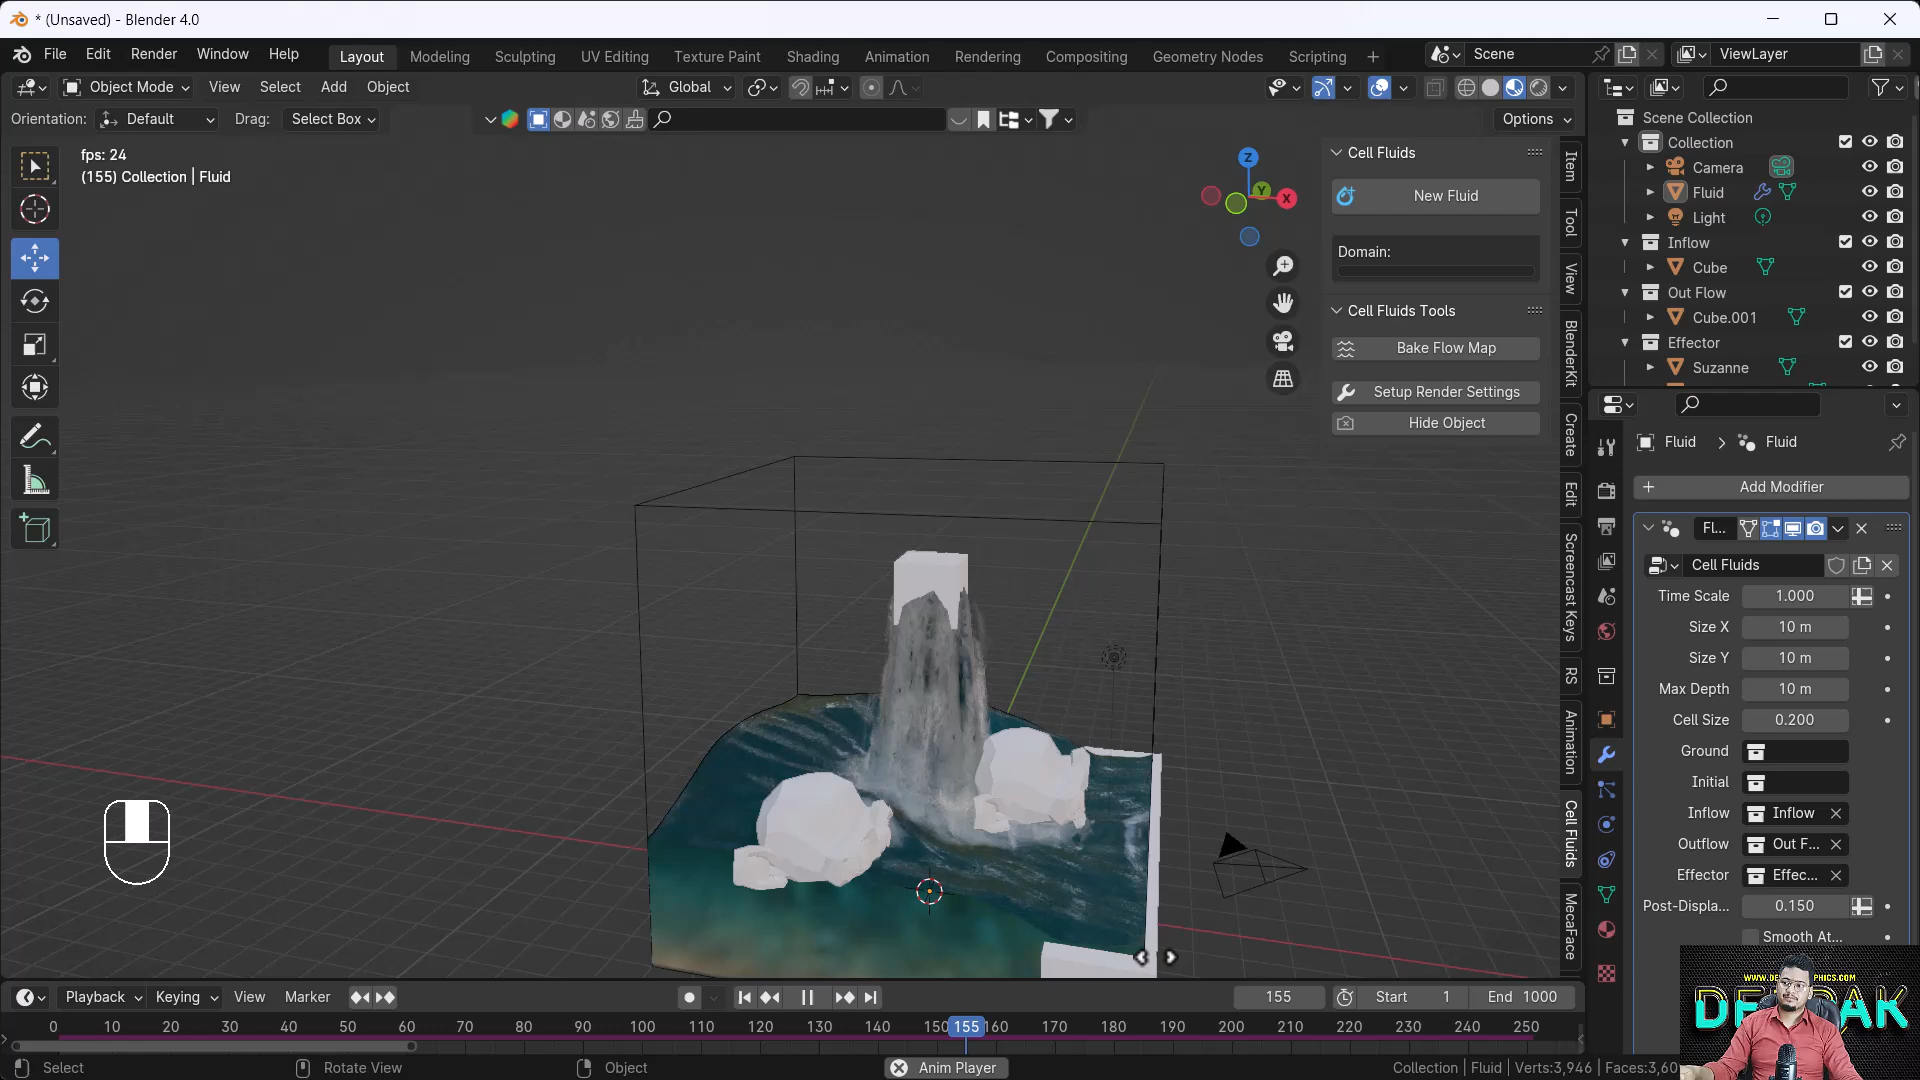 * (Unsaved) - Blender 4.0
File Edit Render Window Help
Layout Modeling Sculpting UV Editing Texture Paint Shading Animation Rendering Compositing Geometry Nodes Scripting +
Scene
ViewLayer
Object Mode View Select Add Object
Global
Orientation: Default Drag: Select Box
Options
fps: 24
(155) Collection | Fluid
Z
Y
X
Cell Fluids
New Fluid
Domain:
Cell Fluids Tools
Bake Flow Map
Setup Render Settings
Hide Object
Item
Tool
View
BlenderKit
Create
Edit
Screencast Keys
RS
Animation
Cell Fluids
MecaFace
Scene Collection
Collection
Camera
Fluid
Light
Inflow
Cube
Out Flow
Cube.001
Effector
Suzanne
Fluid > Fluid
Add Modifier
Fl...
Cell Fluids
Time Scale 1.000
Size X 10 m
Size Y 10 m
Max Depth 10 m
Cell Size 0.200
Ground
Initial
Inflow Inflow
Outflow Out F...
Effector Effec...
Post-Displa... 0.150
Smooth At...
Playback Keying View Marker
155
Start 1
End 1000
0 10 20 30 40 50 60 70 80 90 100 110 120 130 140 150 155 160 170 180 190 200 210 220 230 240 250
Select
Rotate View
Object
Anim Player
Collection | Fluid | Verts:3,946 | Faces:3,60